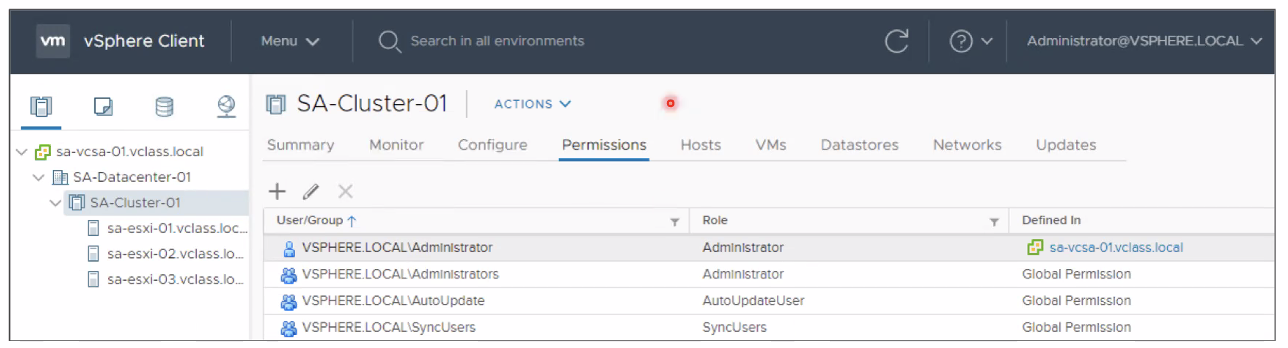 vm vSphere Client Menu Search in all environments Administrator@VSPHERE.LOCAL
SA-Cluster-01 ACTIONS
Summary Monitor Configure Permissions Hosts VMs Datastores Networks Updates
sa-vcsa-01.vclass.local
SA-Datacenter-01
SA-Cluster-01
sa-esxi-01.vclass.loc...
sa-esxi-02.vclass.lo...
sa-esxi-03.vclass.lo...
User/Group Role Defined In
VSPHERE.LOCAL\Administrator Administrator sa-vcsa-01.vclass.local
VSPHERE.LOCAL\Administrators Administrator Global Permission
VSPHERE.LOCAL\AutoUpdate AutoUpdateUser Global Permission
VSPHERE.LOCAL\SyncUsers SyncUsers Global Permission